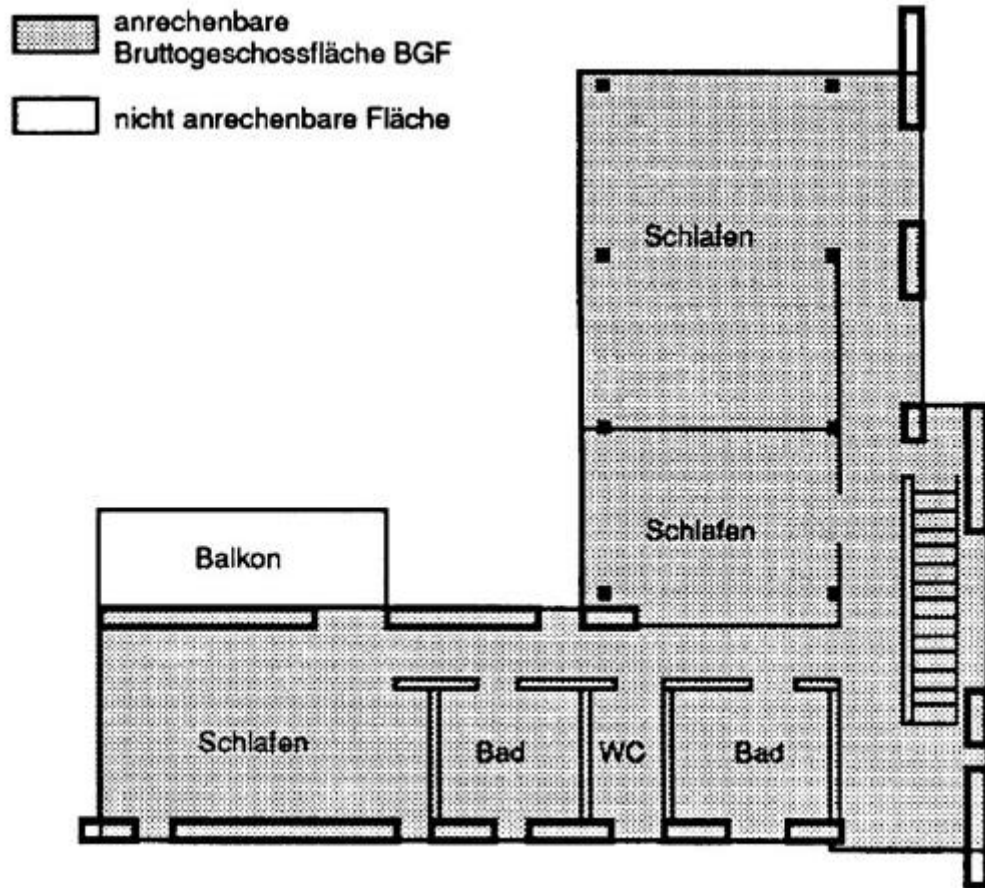 anrechenbare
Bruttogeschossfläche BGF
nicht anrechenbare Fläche
Schlafen
Schlafen
Balkon
Schlafen
Bad
WC
Bad